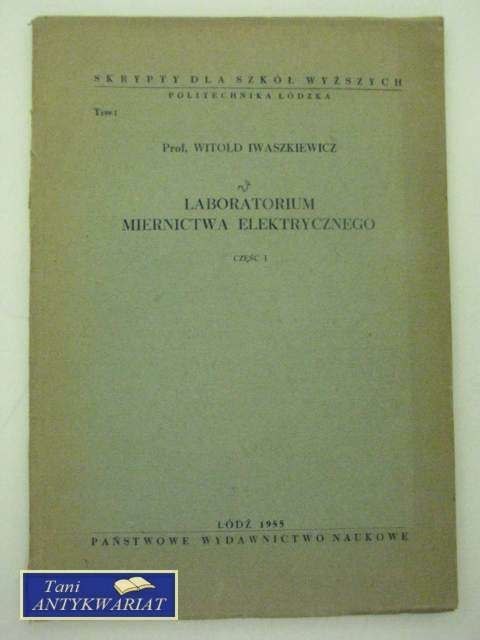 SKRYPTY DLA SZKÓŁ WYŻSZYCH
POLITECHNIKA ŁÓDZKA
Prof. WITOLD IWASZKIEWICZ
LABORATORIUM
MIERNICTWA ELEKTRYCZNEGO
CZĘŚĆ I
ŁÓDŹ 1955
PAŃSTWOWE WYDAWNICTWO NAUKOWE
Tani
ANTYKWARIAT